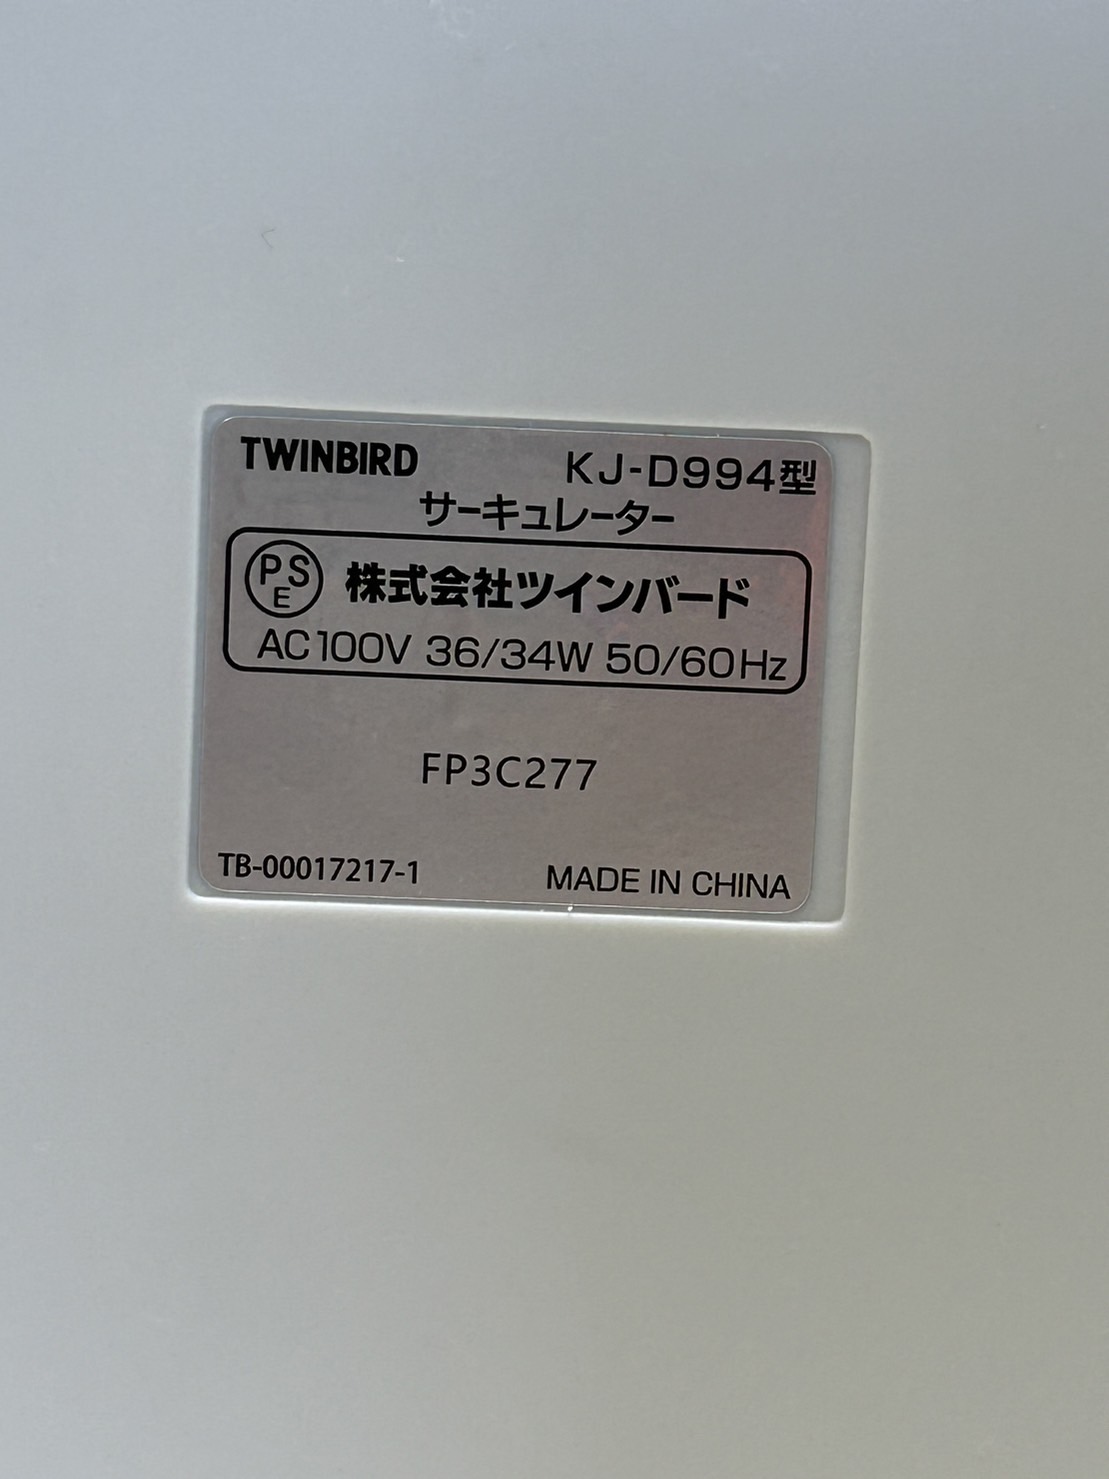 TWINBIRD KJ-D994型
サーキュレーター
PSE 株式会社ツインバード
AC100V 36/34W 50/60Hz
FP3C277
TB-00017217-1 MADE IN CHINA